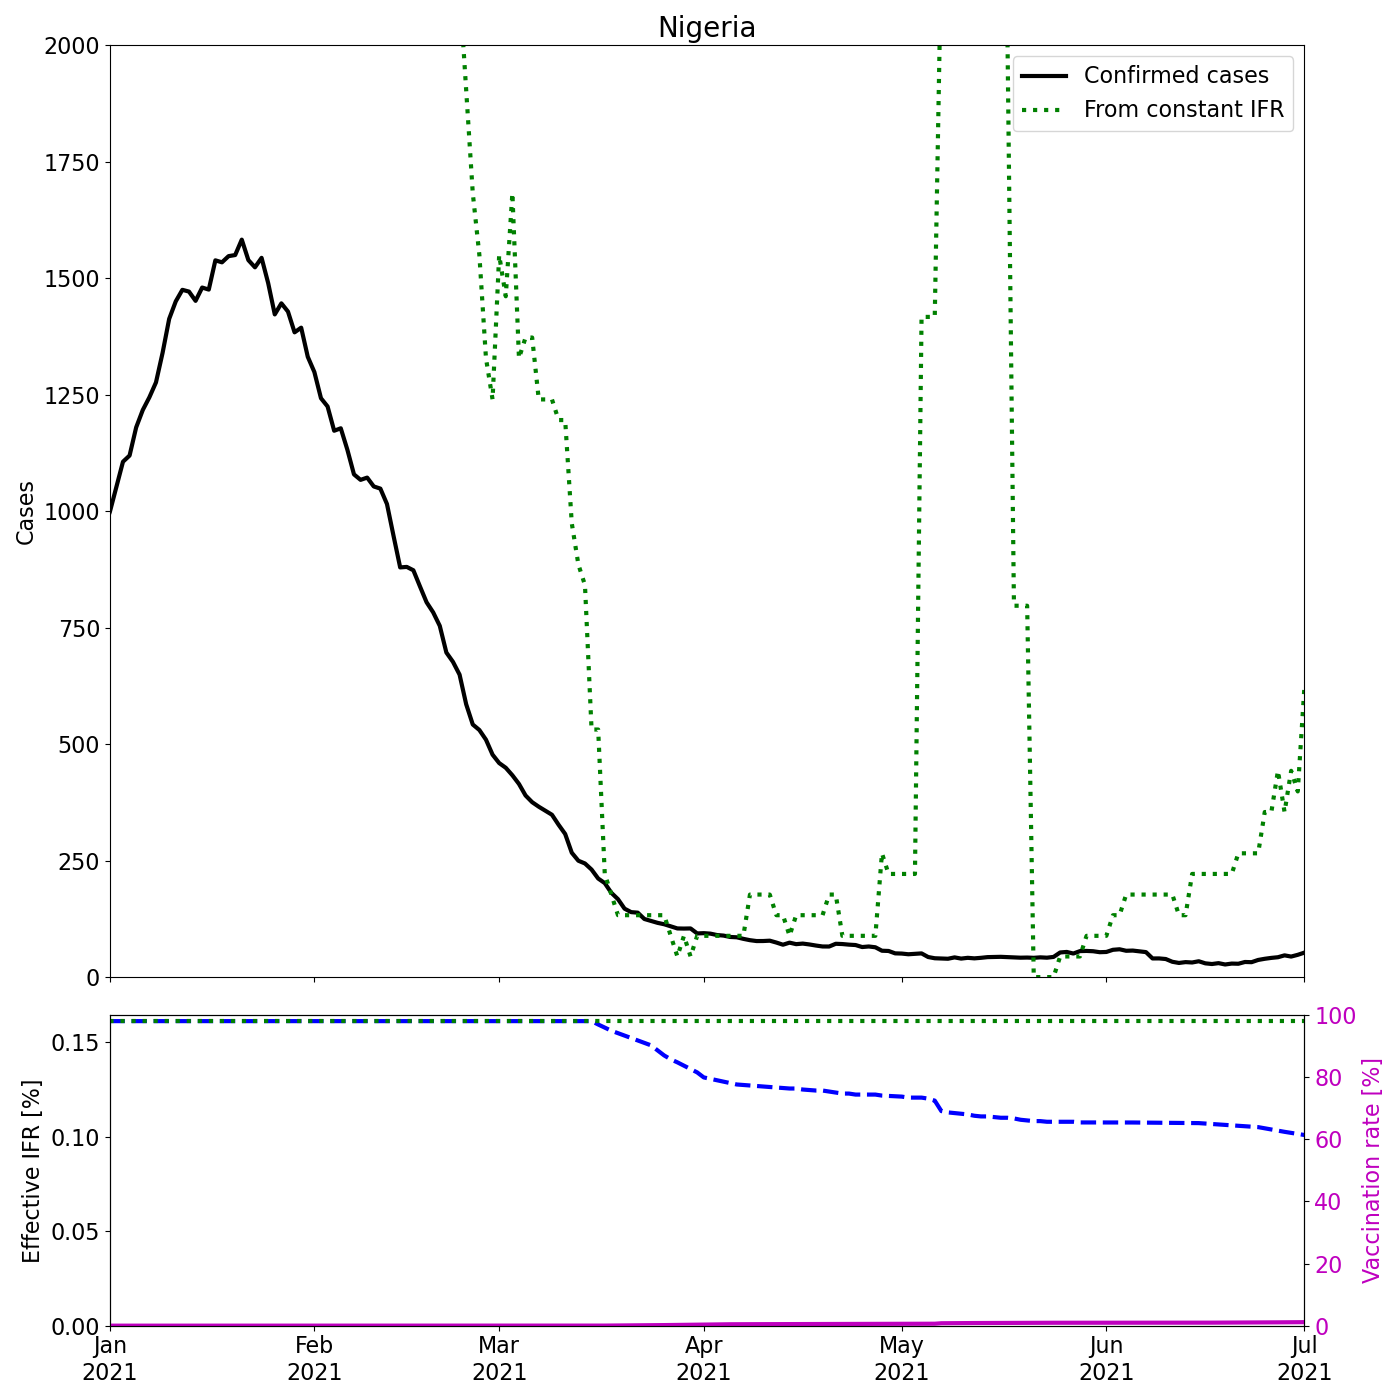 Nigeria
2000
1750
1500
1250
1000
750
500
250
0
Cases
Confirmed cases
From constant IFR
0.15
0.10
0.05
0.00
Effective IFR [%]
100
80
60
40
20
0
Vaccination rate [%]
Jan Feb Mar Apr May Jun Jul
2021 2021 2021 2021 2021 2021 2021